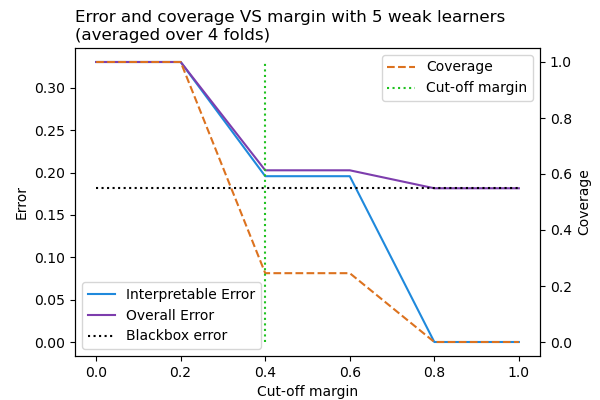 Error and coverage VS margin with 5 weak learners
(averaged over 4 folds)
Coverage
Cut-off margin
0.30
0.25
0.20
0.15
0.10
0.05
0.00
Error
1.0
0.8
0.6
0.4
0.2
0.0
Coverage
Interpretable Error
Overall Error
Blackbox error
0.0 0.2 0.4 0.6 0.8 1.0
Cut-off margin